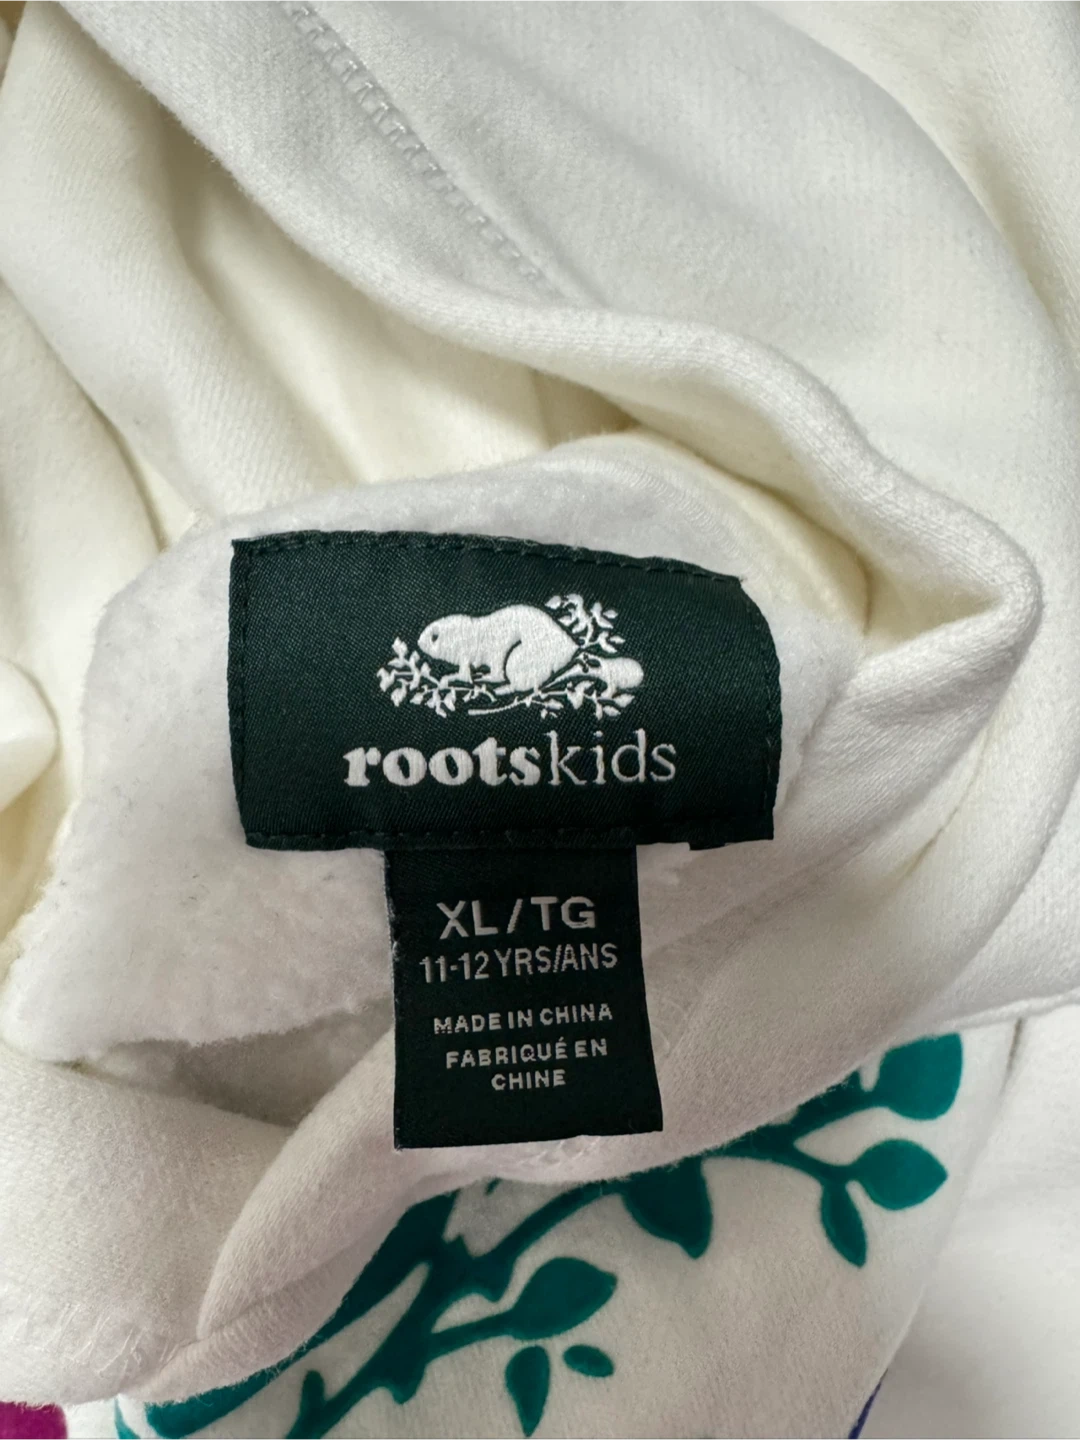 rootskids
XL/TG
11-12 YRS/ANS
MADE IN CHINA
FABRIQUÉ EN
CHINE